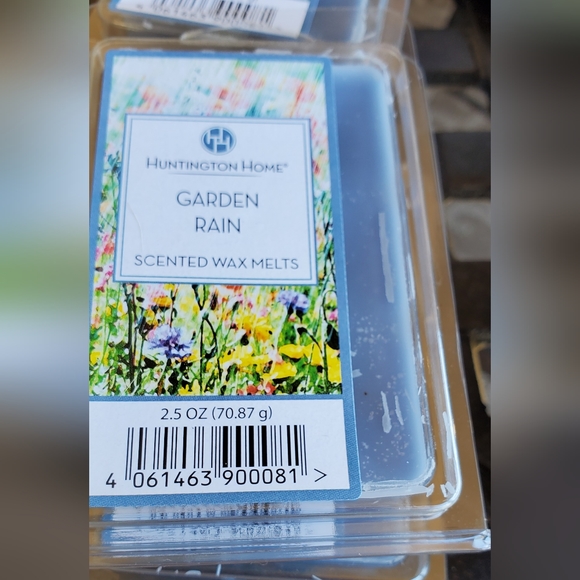 HUNTINGTON HOME®
GARDEN
RAIN
SCENTED WAX MELTS
2.5 OZ (70.87 g)
4 061463 900081 >